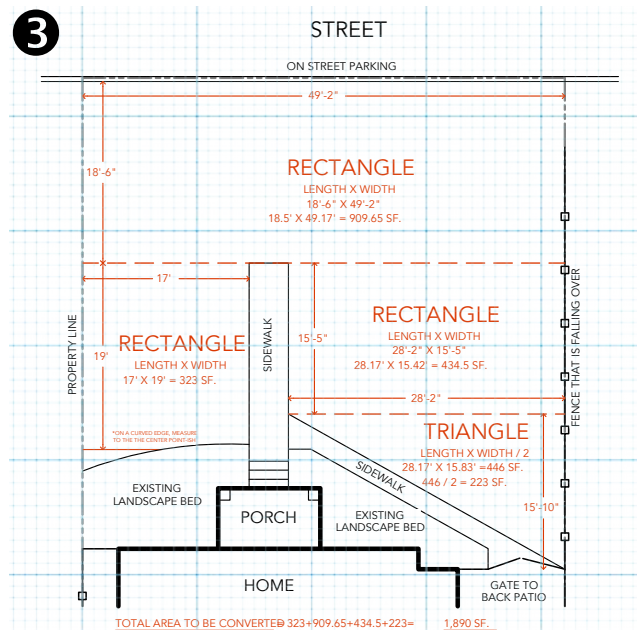 3
STREET
ON STREET PARKING
49'-2"
18'-6"
RECTANGLE
LENGTH X WIDTH
18'-6" X 49'-2"
18.5' X 49.17' = 909.65 SF.
17'
PROPERTY LINE
19'
RECTANGLE
LENGTH X WIDTH
17' X 19' = 323 SF.
SIDEWALK
15'-5"
RECTANGLE
LENGTH X WIDTH
28'-2" X 15'-5"
28.17' X 15.42' = 434.5 SF.
28'-2"
FENCE THAT IS FALLING OVER
*ON A CURVED EDGE, MEASURE
TO THE THE CENTER POINT-ISH
TRIANGLE
LENGTH X WIDTH / 2
28.17' X 15.83' =446 SF.
446 / 2 = 223 SF.
15'-10"
SIDEWALK
EXISTING
LANDSCAPE BED
PORCH
EXISTING
LANDSCAPE BED
HOME
GATE TO
BACK PATIO
TOTAL AREA TO BE CONVERTED= 323+909.65+434.5+223= 1,890 SF.